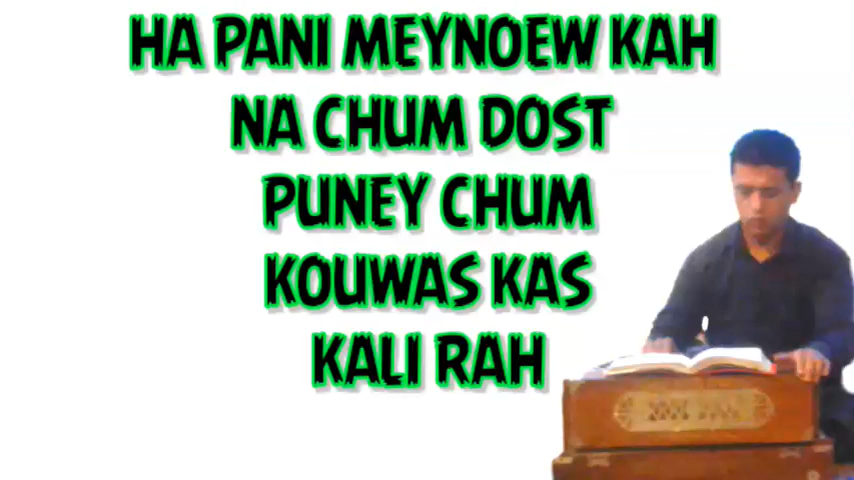 HA PANI MEYNOEW KAH
NA CHUM DOST
PUNEY CHUM
KOUWAS KAS
KALI RAH